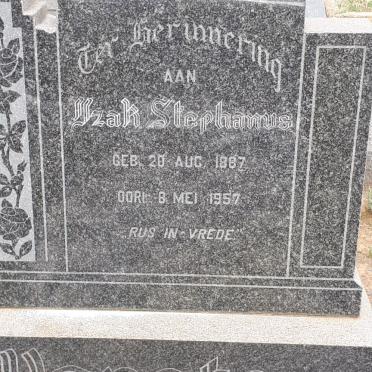 Ter Herinnering
AAN
Izak Stephanus
GEB. 20 AUG. 1887
OORL. 8 MEI 1957
„RUS IN VREDE."